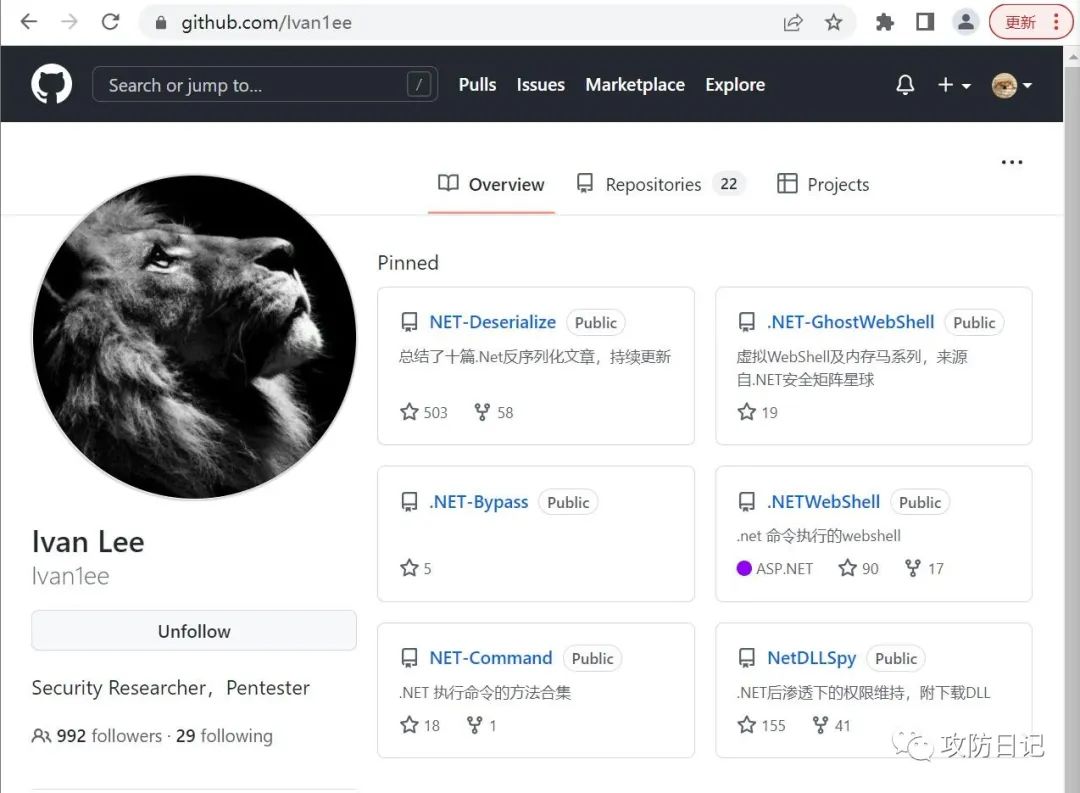 github.com/Ivan1ee
更新
Search or jump to...
/
Pulls Issues Marketplace Explore
Overview
Repositories 22
Projects
Pinned
NET-Deserialize Public
总结了十篇.Net反序列化文章，持续更新
503 58
.NET-GhostWebShell Public
虚拟WebShell及内存马系列，来源
自.NET安全矩阵星球
19
.NET-Bypass Public
5
.NETWebShell Public
.net 命令执行的webshell
ASP.NET 90 17
NET-Command Public
.NET 执行命令的方法合集
18 1
NetDLLSpy Public
.NET后渗透下的权限维持，附下载DLL
155 41
Ivan Lee
Ivan1ee
Unfollow
Security Researcher，Pentester
992 followers · 29 following
攻防日记